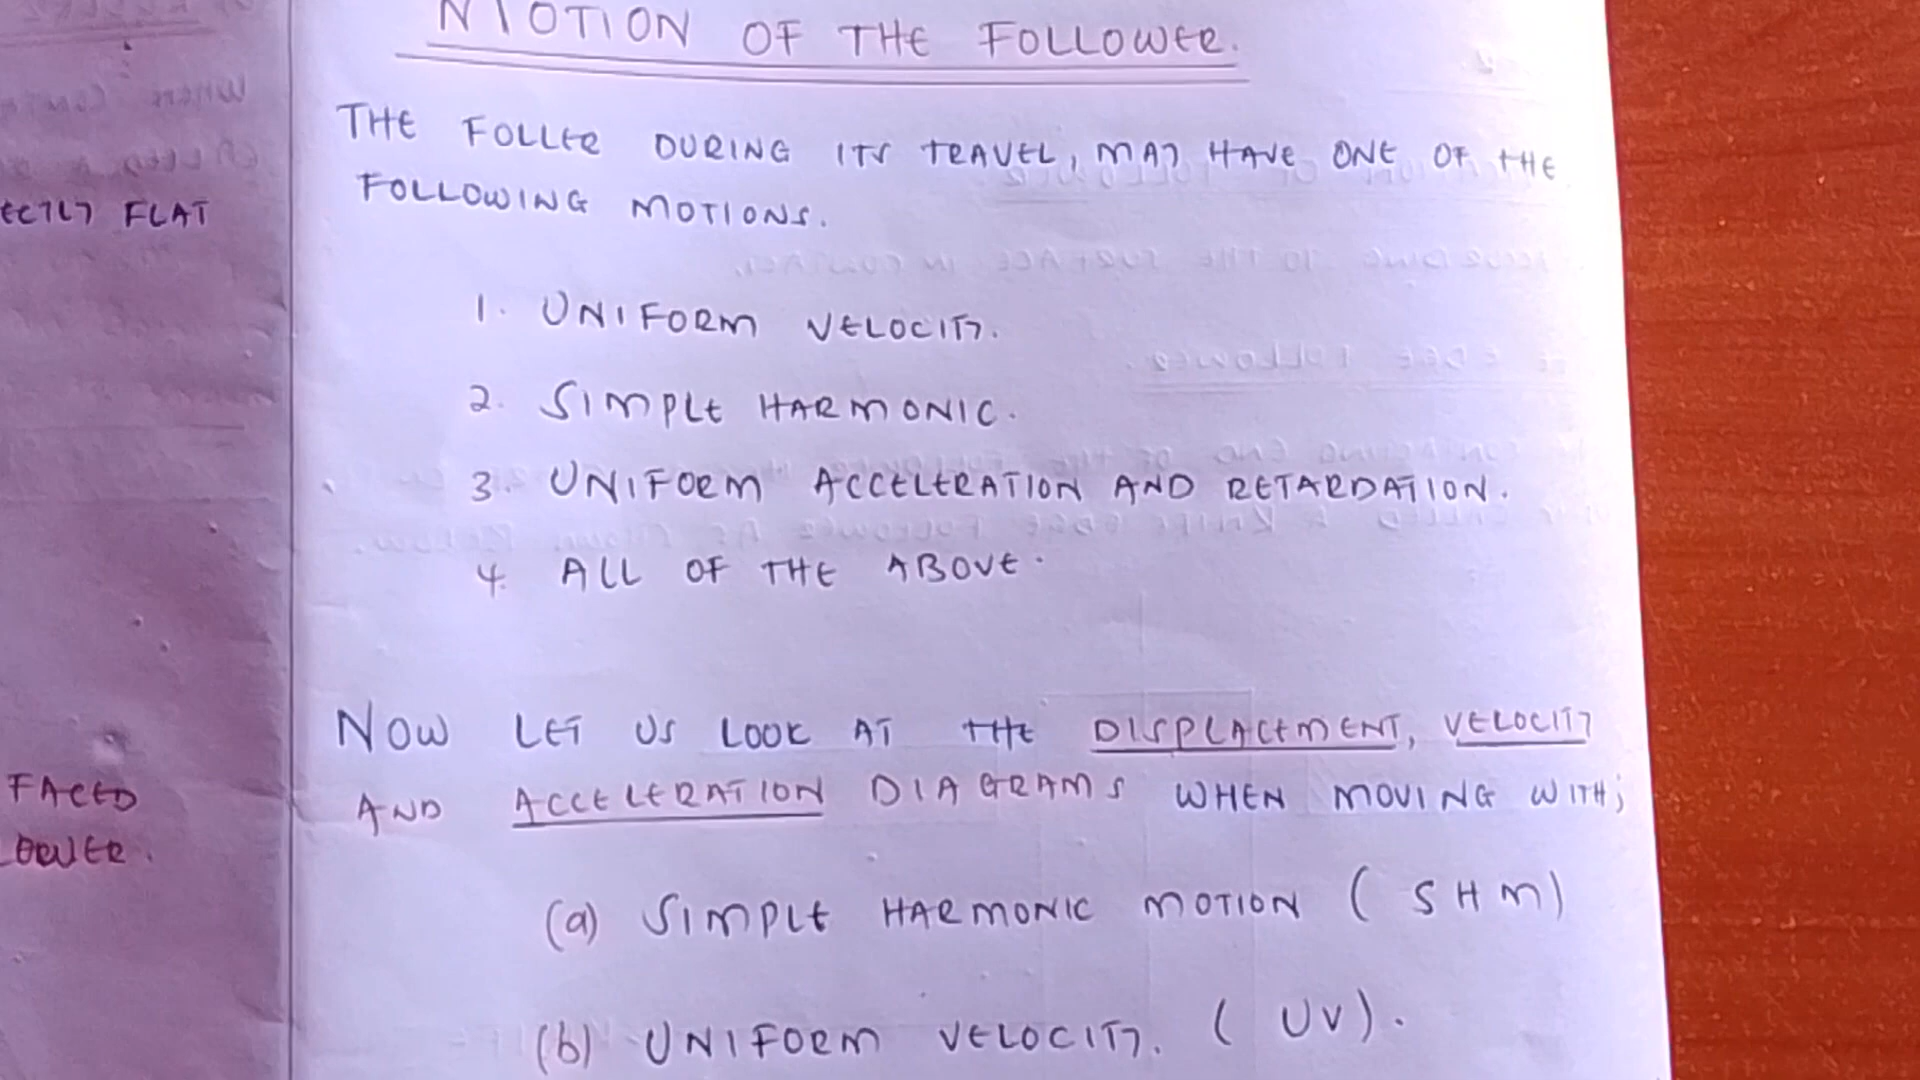 MOTION OF THE FOLLOWER.
THE FOLLER DURING ITS TRAVEL, MAY HAVE ONE OF THE
FOLLOWING MOTIONS.
1. UNIFORM VELOCITY.
2. SIMPLE HARMONIC.
3. UNIFORM ACCELERATION AND RETARDATION.
4. ALL OF THE ABOVE.
NOW LET US LOOK AT THE DISPLACEMENT, VELOCITY
AND ACCELERATION DIAGRAMS WHEN MOVING WITH;
(a) SIMPLE HARMONIC MOTION (SHM)
(b) UNIFORM VELOCITY. (UV).
FLAT
FACED